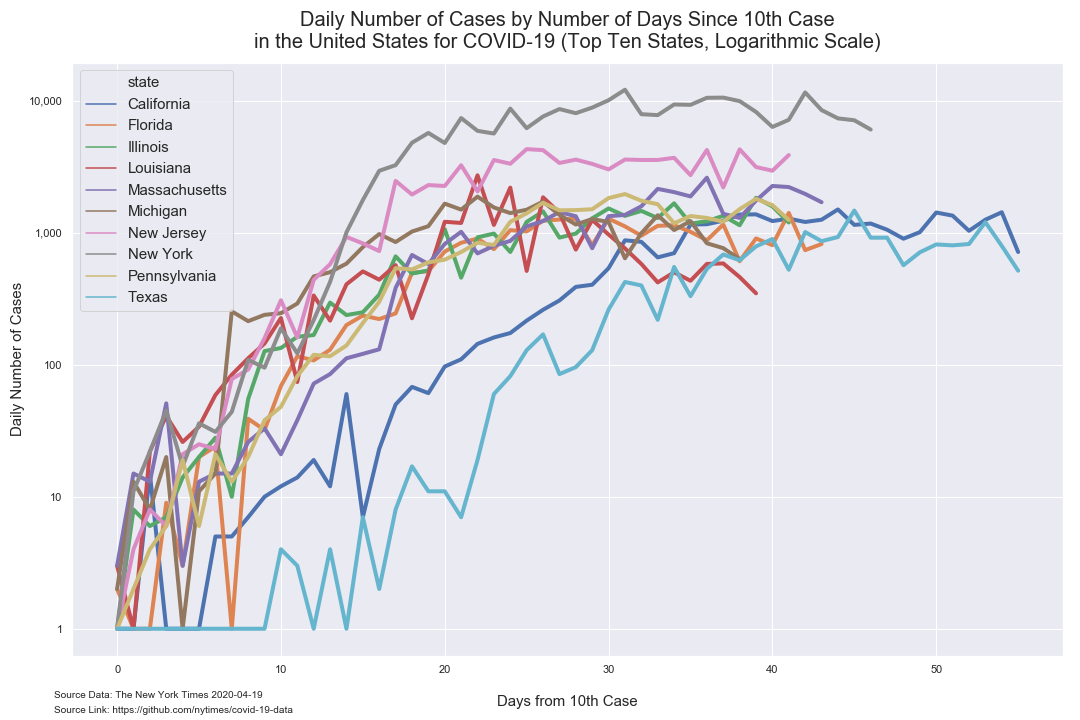 Daily Number of Cases by Number of Days Since 10th Case
in the United States for COVID-19 (Top Ten States, Logarithmic Scale)
state
California
Florida
Illinois
Louisiana
Massachusetts
Michigan
New Jersey
New York
Pennsylvania
Texas
Daily Number of Cases
10,000
1,000
100
10
1
0 10 20 30 40 50
Days from 10th Case
Source Data: The New York Times 2020-04-19
Source Link: https://github.com/nytimes/covid-19-data